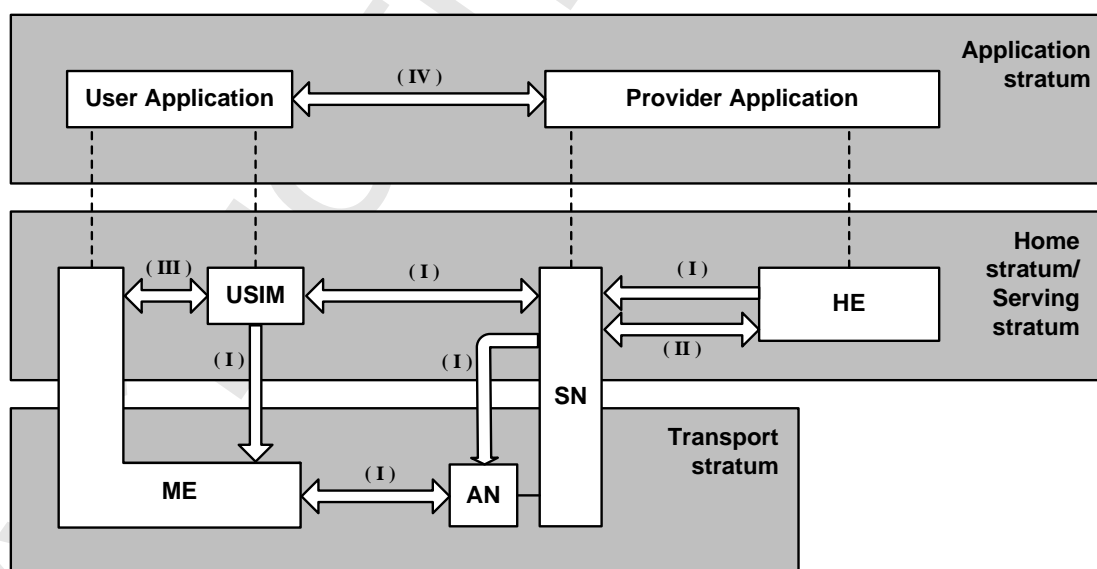 Application
stratum
( IV )
User Application
Provider Application
Home
stratum/
Serving
stratum
( III )
( I )
( I )
USIM
HE
( I )
( I )
( II )
SN
Transport
stratum
ME
( I )
AN